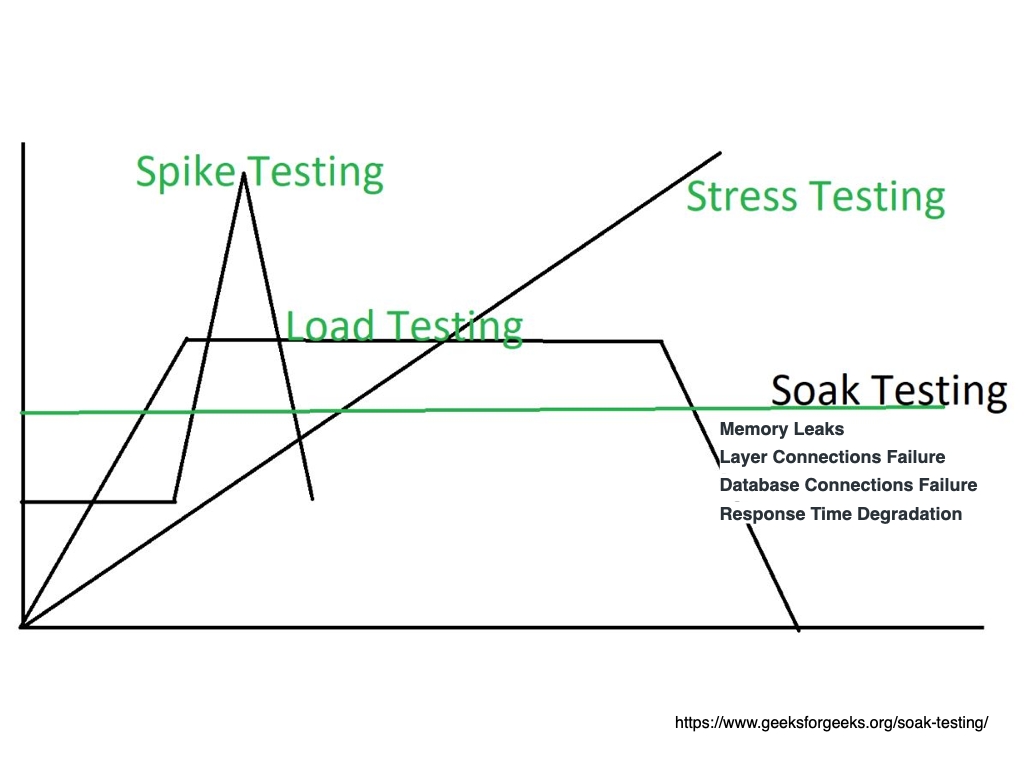 Spike Testing
Stress Testing
Load Testing
Soak Testing
Memory Leaks
Layer Connections Failure
Database Connections Failure
Response Time Degradation
https://www.geeksforgeeks.org/soak-testing/